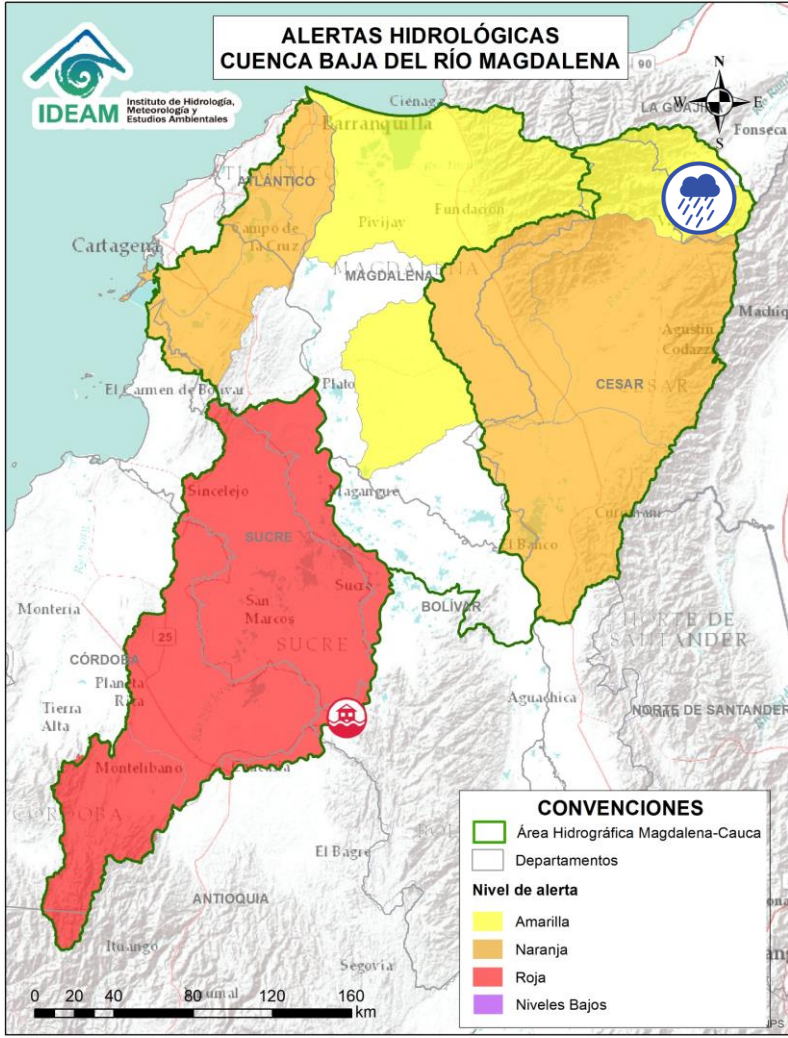 ALERTAS HIDROLÓGICAS
CUENCA BAJA DEL RÍO MAGDALENA
IDEAM
Instituto de Hidrología,
Meteorología y
Estudios Ambientales
N
W
E
S
90
LA GUAJIRA
Fonseca
Ciénaga
Barranquilla
ATLÁNTICO
Campo de
la Cruz
Pivijay
Fundación
Cartagena
MAGDALENA
MAGDALENA
Agustín
Codazzi
CESAR
CESAR
El Carmen de Bolívar
Plato
Sincelejo
Magangué
SUCRE
El Banco
Sucre
San
Marcos
SUCRE
BOLÍVAR
Montería
25
CÓRDOBA
Planeta
Rica
Tierra
Alta
NORTE DE
SANTANDER
NORTE DE SANTANDER
Aguachica
Montelíbano
CÓRDOBA
El Bagre
ANTIOQUIA
Ituango
Segovia
0 10 20 40 80 120 160
km
CONVENCIONES
Área Hidrográfica Magdalena-Cauca
Departamentos
Nivel de alerta
Amarilla
Naranja
Roja
Niveles Bajos